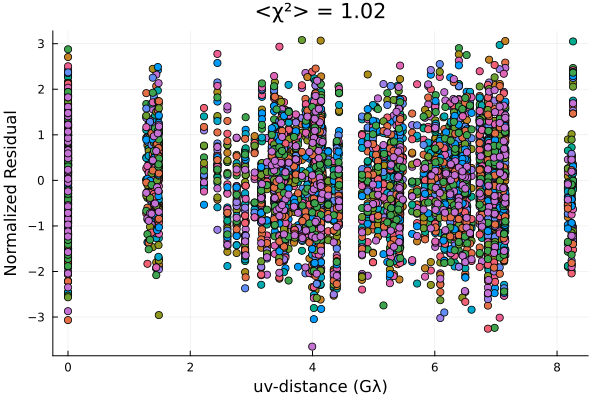 <χ²> = 1.02
3
2
1
0
−1
−2
−3
Normalized Residual
0 2 4 6 8
uv-distance (Gλ)